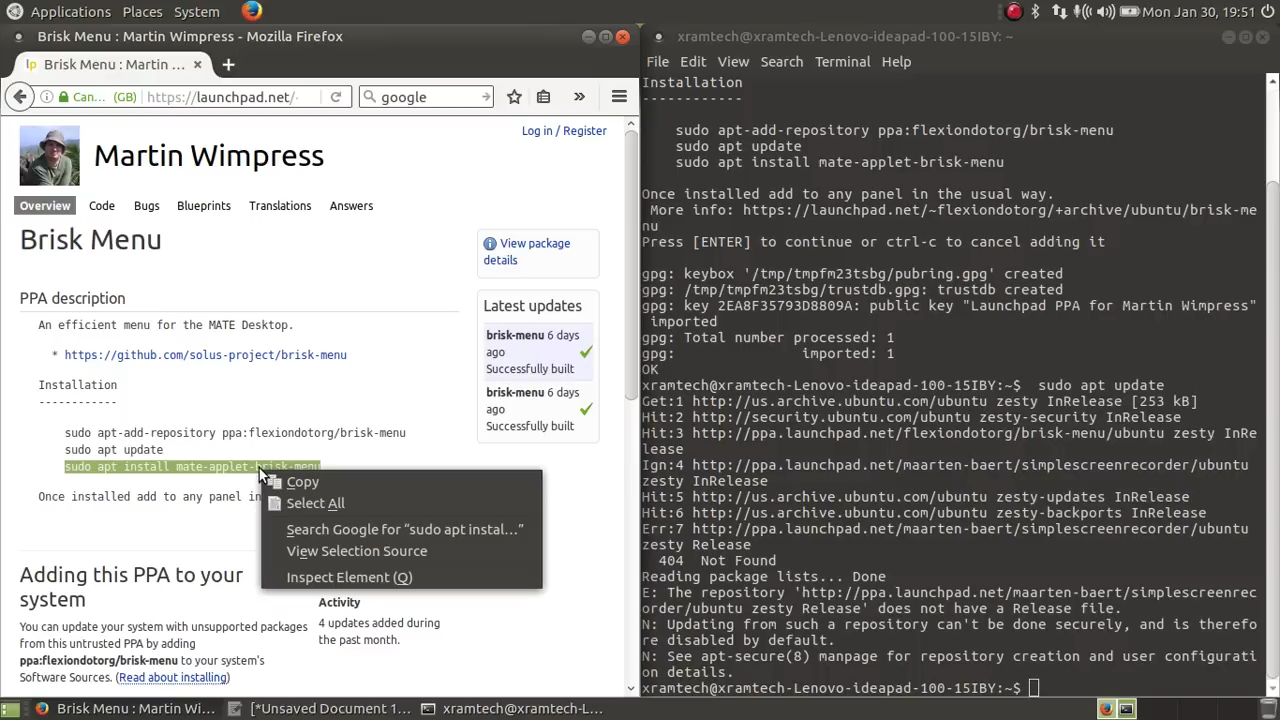 Applications Places System
Mon Jan 30, 19:51
Brisk Menu : Martin Wimpress - Mozilla Firefox
Brisk Menu : Martin ...
Can... (GB) https://launchpad.net/
google
Martin Wimpress
Log in / Register
Overview Code Bugs Blueprints Translations Answers
Brisk Menu
PPA description
An efficient menu for the MATE Desktop.
* https://github.com/solus-project/brisk-menu
Installation
------------
sudo apt-add-repository ppa:flexiondotorg/brisk-menu
sudo apt update
sudo apt install mate-applet-brisk-menu
Once installed add to any panel in
Copy
Select All
Search Google for “sudo apt instal…”
View Selection Source
Inspect Element (Q)
View package
details
Latest updates
brisk-menu 6 days
ago
Successfully built
brisk-menu 6 days
ago
Successfully built
Adding this PPA to your
system
You can update your system with unsupported packages
from this untrusted PPA by adding
ppa:flexiondotorg/brisk-menu to your system's
Software Sources. (Read about installing)
Activity
4 updates added during
the past month.
xramtech@xramtech-Lenovo-ideapad-100-15IBY: ~
File Edit View Search Terminal Help
Installation
------------
sudo apt-add-repository ppa:flexiondotorg/brisk-menu
sudo apt update
sudo apt install mate-applet-brisk-menu
Once installed add to any panel in the usual way.
More info: https://launchpad.net/~flexiondotorg/+archive/ubuntu/brisk-me
nu
Press [ENTER] to continue or ctrl-c to cancel adding it
gpg: keybox '/tmp/tmpfm23tsbg/pubring.gpg' created
gpg: /tmp/tmpfm23tsbg/trustdb.gpg: trustdb created
gpg: key 2EA8F35793D8809A: public key "Launchpad PPA for Martin Wimpress"
imported
gpg: Total number processed: 1
gpg: imported: 1
OK
xramtech@xramtech-Lenovo-ideapad-100-15IBY:~$ sudo apt update
Get:1 http://us.archive.ubuntu.com/ubuntu zesty InRelease [253 kB]
Hit:2 http://security.ubuntu.com/ubuntu zesty-security InRelease
Hit:3 http://ppa.launchpad.net/flexiondotorg/brisk-menu/ubuntu zesty InRe
lease
Ign:4 http://ppa.launchpad.net/maarten-baert/simplescreenrecorder/ubuntu
zesty InRelease
Hit:5 http://us.archive.ubuntu.com/ubuntu zesty-updates InRelease
Hit:6 http://us.archive.ubuntu.com/ubuntu zesty-backports InRelease
Err:7 http://ppa.launchpad.net/maarten-baert/simplescreenrecorder/ubuntu
zesty Release
404 Not Found
Reading package lists... Done
E: The repository 'http://ppa.launchpad.net/maarten-baert/simplescreenrec
order/ubuntu zesty Release' does not have a Release file.
N: Updating from such a repository can't be done securely, and is therefo
re disabled by default.
N: See apt-secure(8) manpage for repository creation and user configurati
on details.
xramtech@xramtech-Lenovo-ideapad-100-15IBY:~$
Brisk Menu : Martin Wi...
[*Unsaved Document 1...
xramtech@xramtech-L...